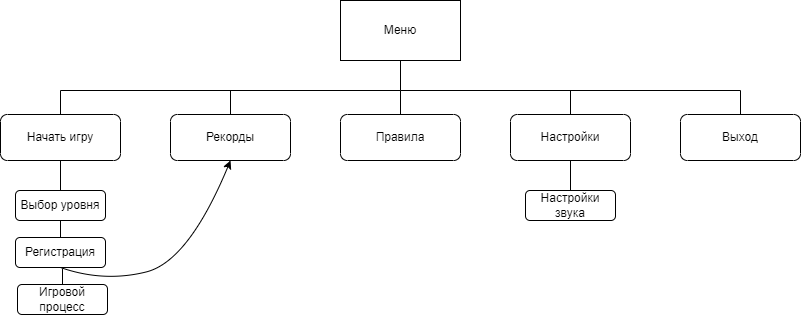 Меню
Начать игру
Рекорды
Правила
Настройки
Выход
Выбор уровня
Настройки
звука
Регистрация
Игровой
процесс